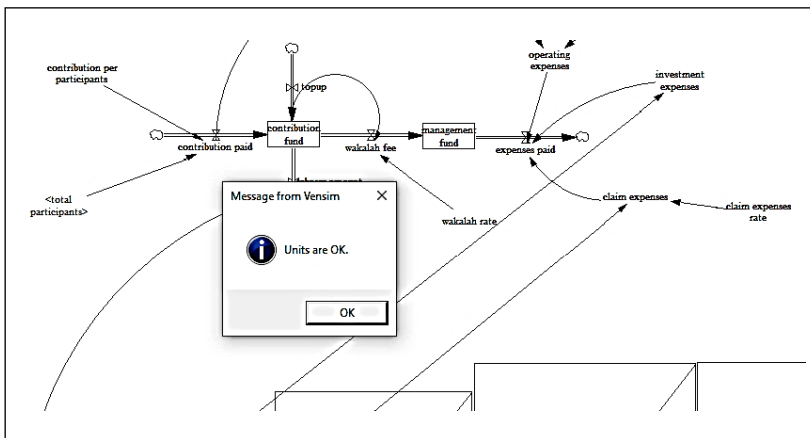 operating
expenses
contribution per
participants
investment
expenses
topup
contribution
fund
management
fund
contribution paid
wakalah fee
expenses paid
<total
participants>
claim expenses
claim expenses
rate
wakalah rate
Message from Vensim
Units are OK.
OK